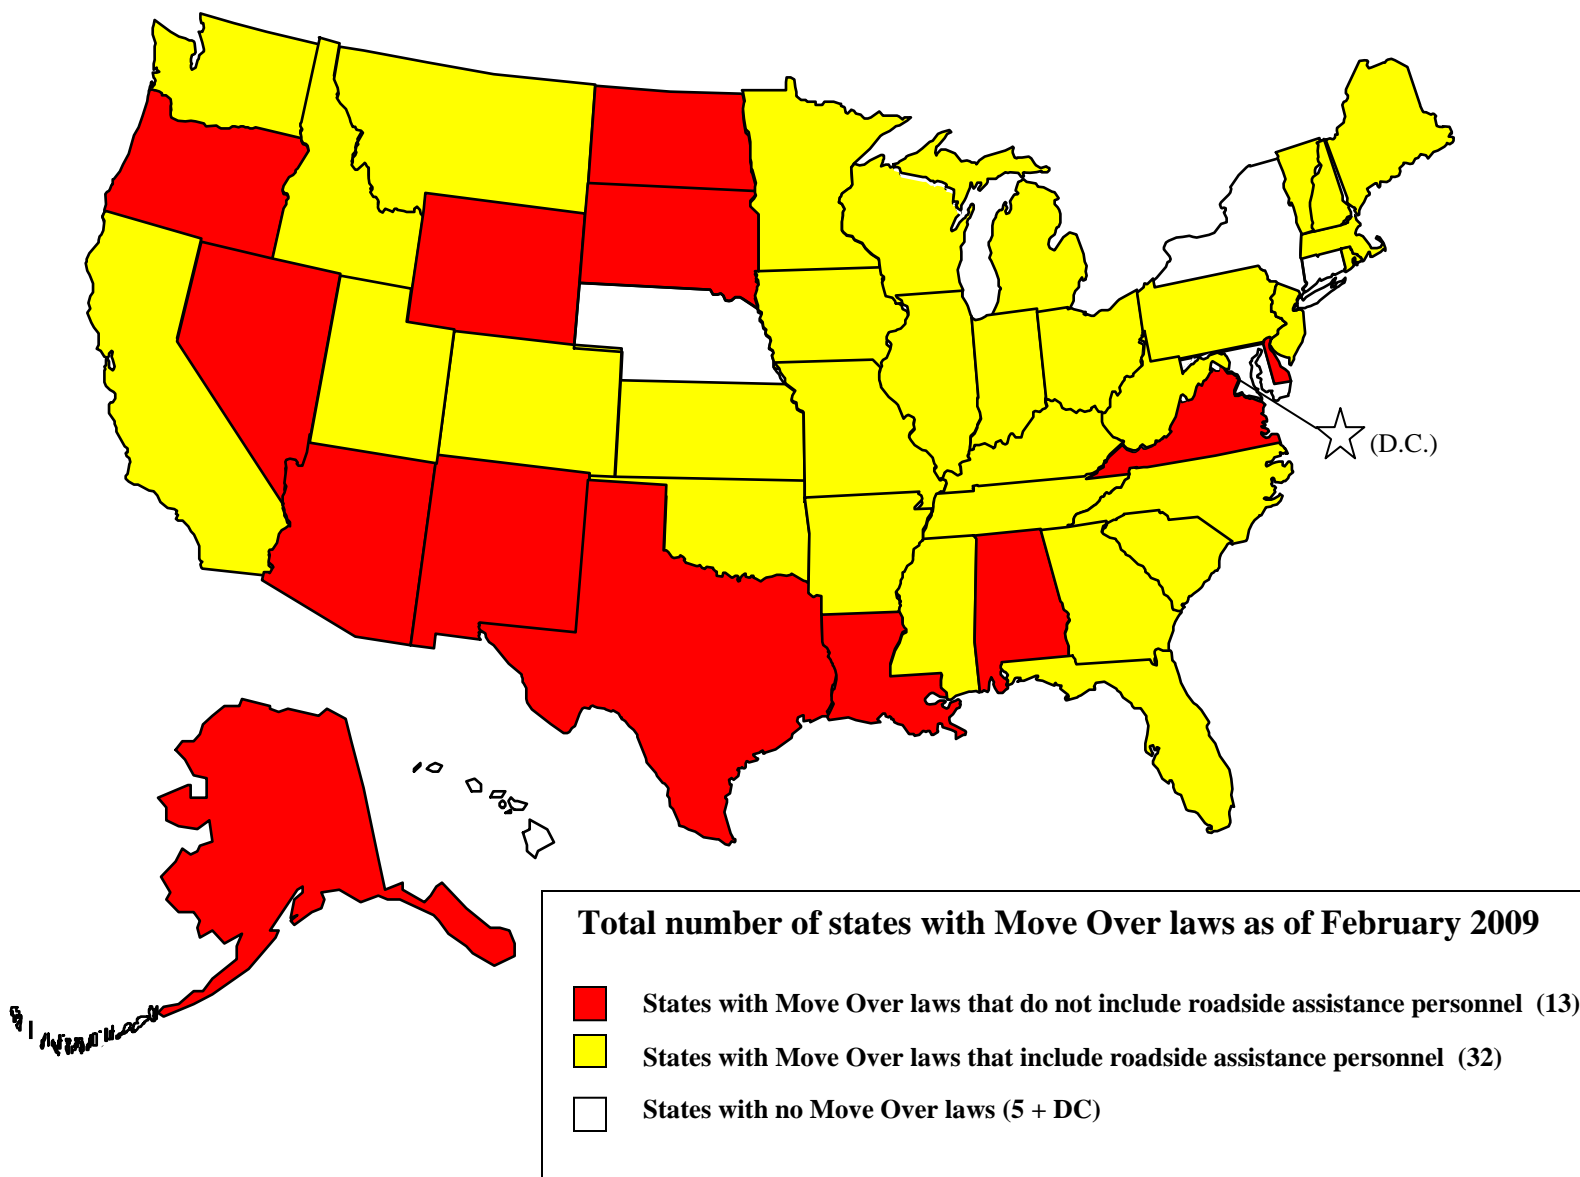 (D.C.)
Total number of states with Move Over laws as of February 2009
States with Move Over laws that do not include roadside assistance personnel (13)
States with Move Over laws that include roadside assistance personnel (32)
States with no Move Over laws (5 + DC)